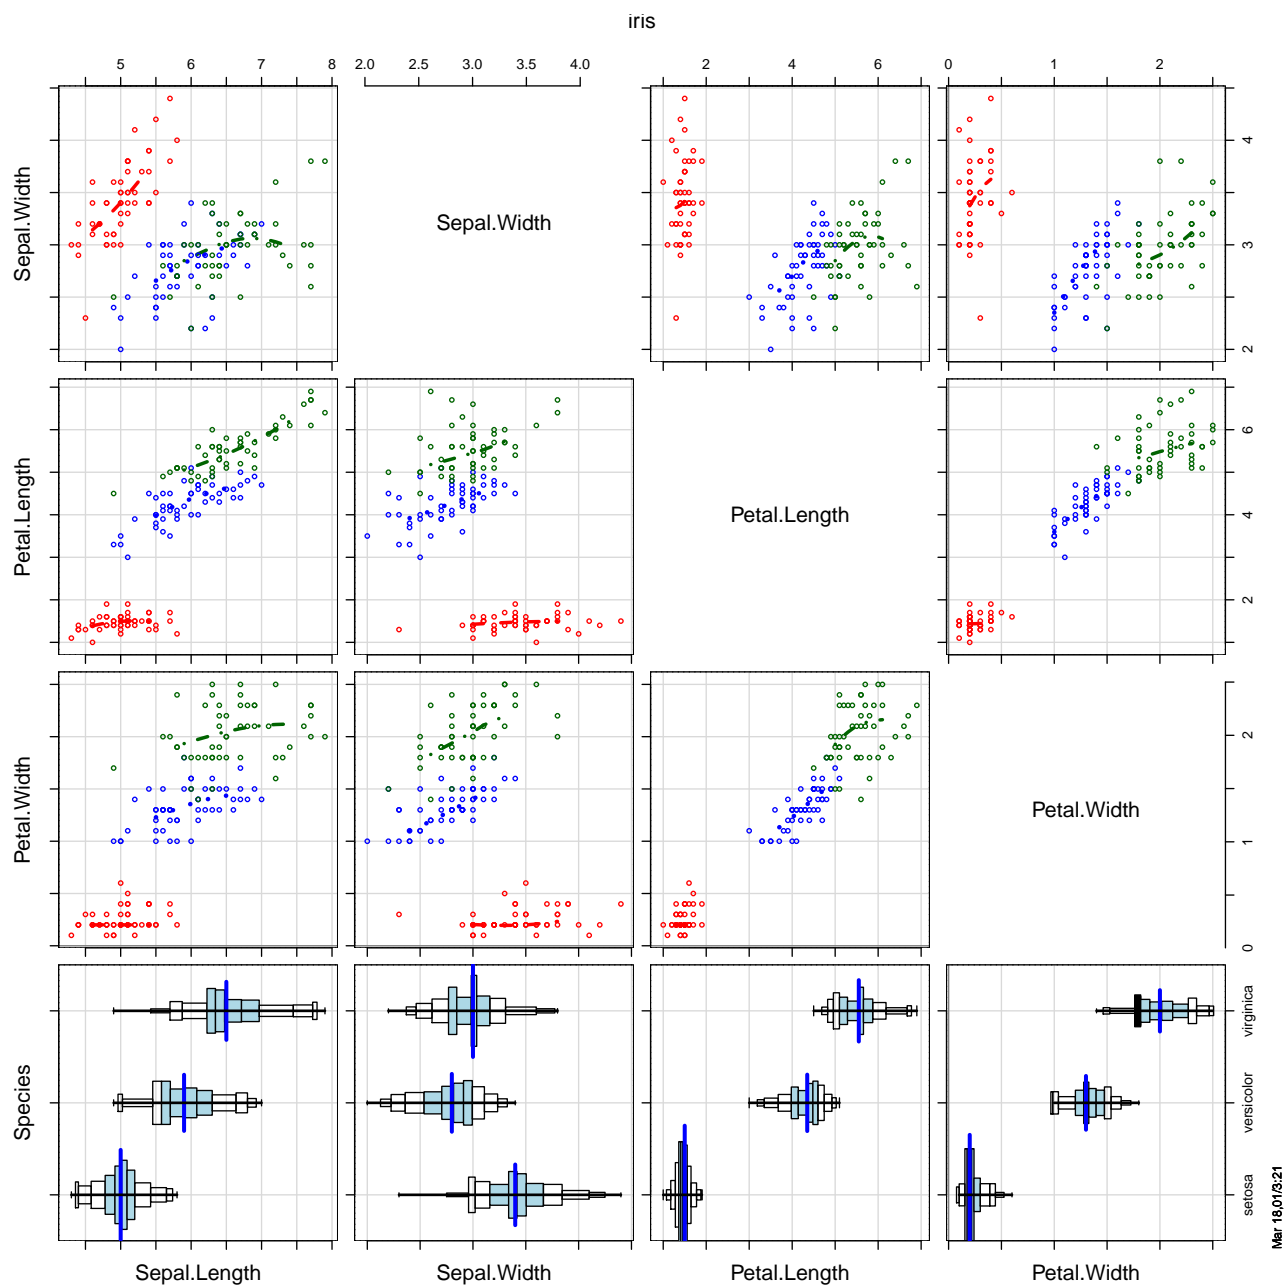 iris
5 6 7 8 2.0 2.5 3.0 4.0 2 4 6 0 1 2
Sepal.Width
Sepal.Width
2 3 4
Petal.Length
Petal.Length
2 4 6
Petal.Width
Petal.Width
0 1 2
Species
setosa versicolor virginica
Sepal.Length Sepal.Width Petal.Length Petal.Width
Mar 18,01/3:21